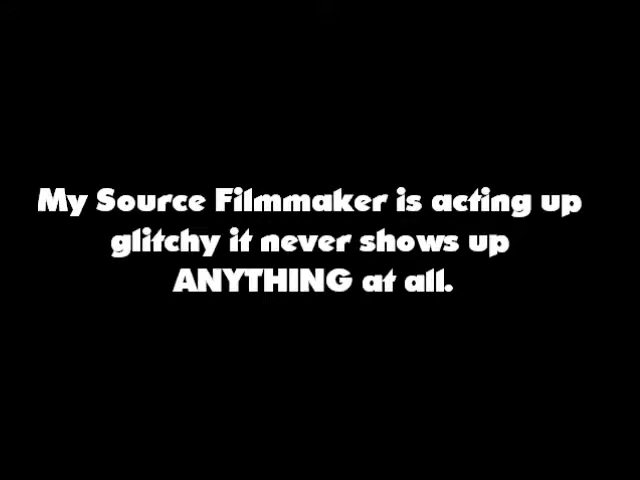 My Source Filmmaker is acting up
glitchy it never shows up
ANYTHING at all.